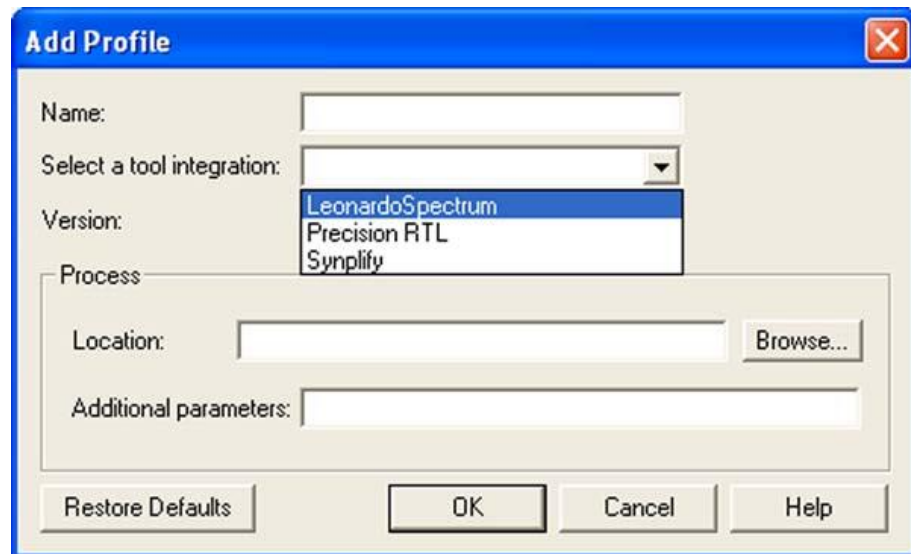 Add Profile
Name:
Select a tool integration:
LeonardoSpectrum
Version:
Precision RTL
Synplify
Process
Location:
Browse...
Additional parameters:
Restore Defaults
OK
Cancel
Help